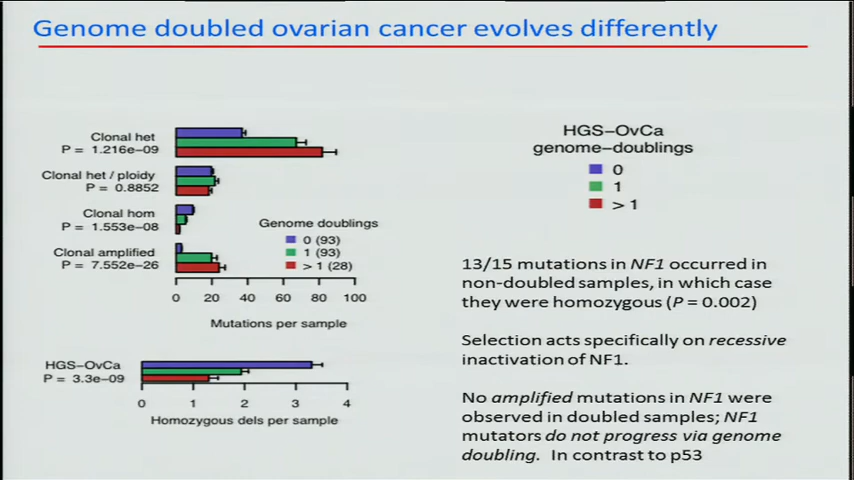 Genome doubled ovarian cancer evolves differently
Clonal het
P = 1.216e−09
Clonal het / ploidy
P = 0.8852
Clonal hom
P = 1.553e−08
Clonal amplified
P = 7.552e−26
Genome doublings
0 (93)
1 (93)
> 1 (28)
0 20 40 60 80 100
Mutations per sample
HGS−OvCa
P = 3.3e−09
0 1 2 3 4
Homozygous dels per sample
HGS−OvCa
genome−doublings
0
1
> 1
13/15 mutations in NF1 occurred in
non-doubled samples, in which case
they were homozygous (P = 0.002)
Selection acts specifically on recessive
inactivation of NF1.
No amplified mutations in NF1 were
observed in doubled samples; NF1
mutators do not progress via genome
doubling. In contrast to p53